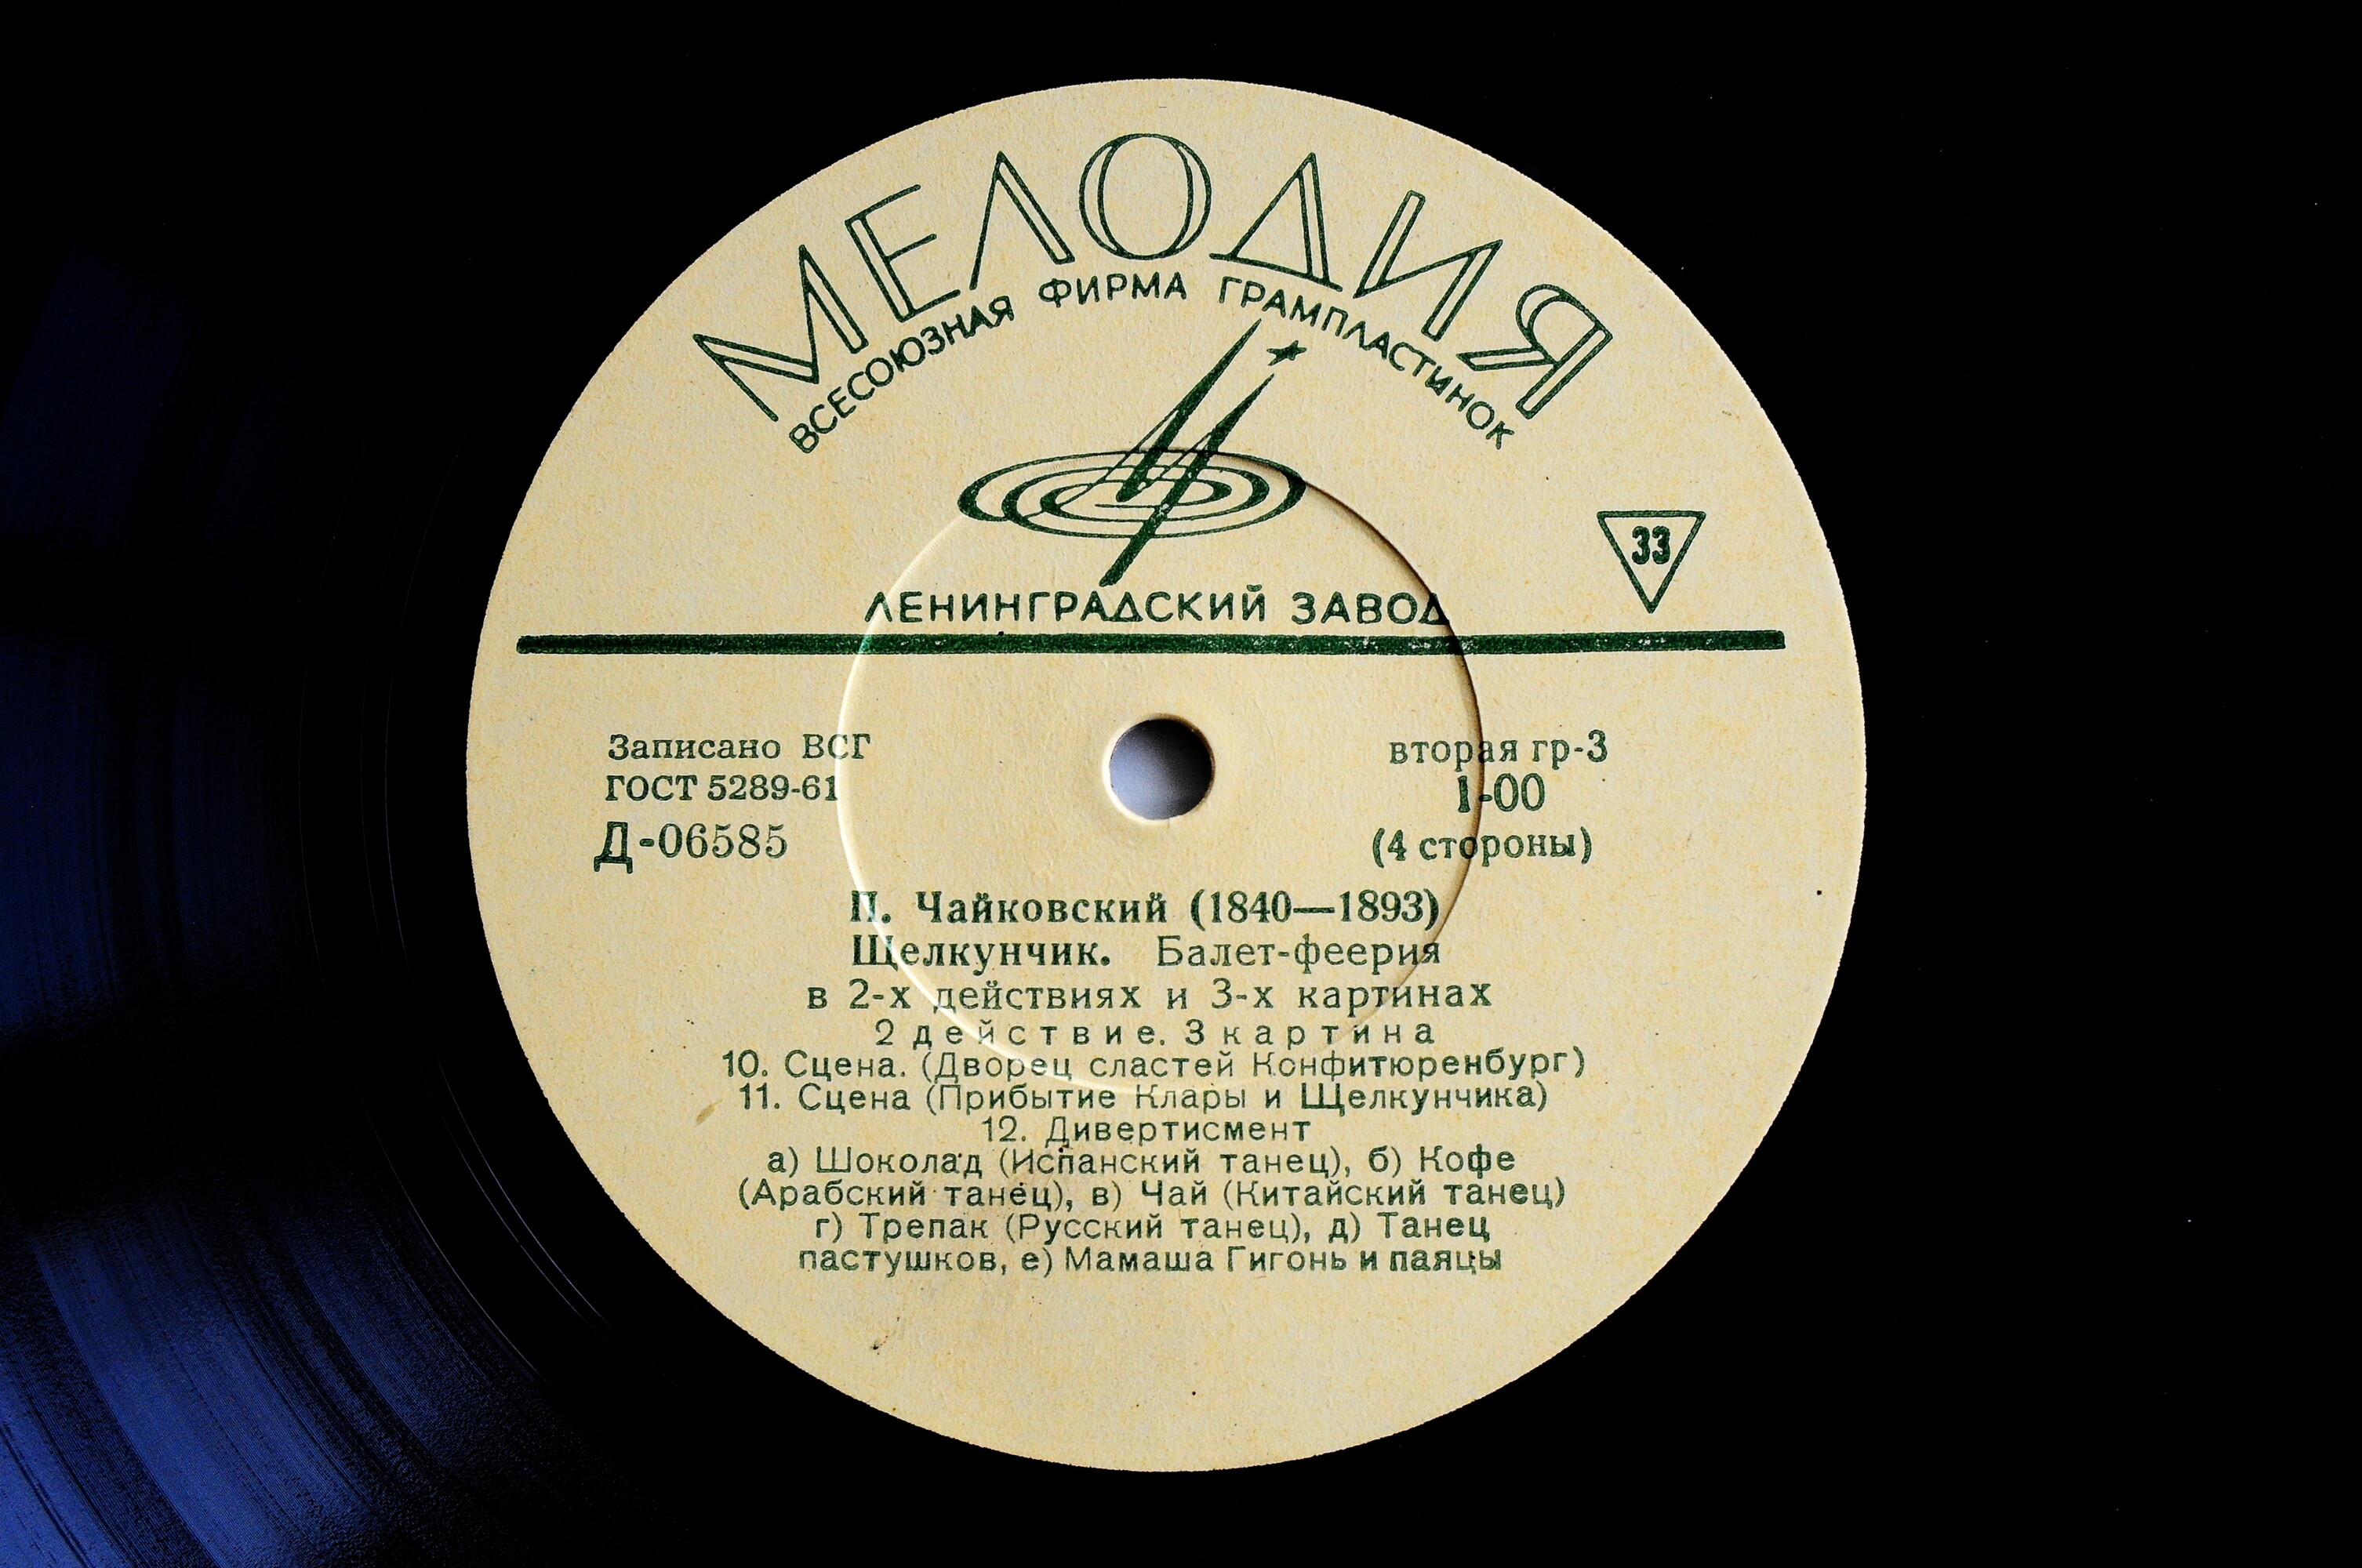 МЕЛОДИЯ
ВСЕСОЮЗНАЯ ФИРМА ГРАМПЛАСТИНОК
33
ЛЕНИНГРАДСКИЙ ЗАВОД
Записано ВСГ
ГОСТ 5289-61
Д-06585
вторая гр-3
1-00
(4 стороны)
П. Чайковский (1840—1893)
Щелкунчик. Балет-феерия
в 2-х действиях и 3-х картинах
2 действие. 3 картина
10. Сцена. (Дворец сластей Конфитюренбург)
11. Сцена (Прибытие Клары и Щелкунчика)
12. Дивертисмент
а) Шоколад (Испанский танец), б) Кофе
(Арабский танец), в) Чай (Китайский танец)
г) Трепак (Русский танец), д) Танец
пастушков, е) Мамаша Гигонь и паяцы